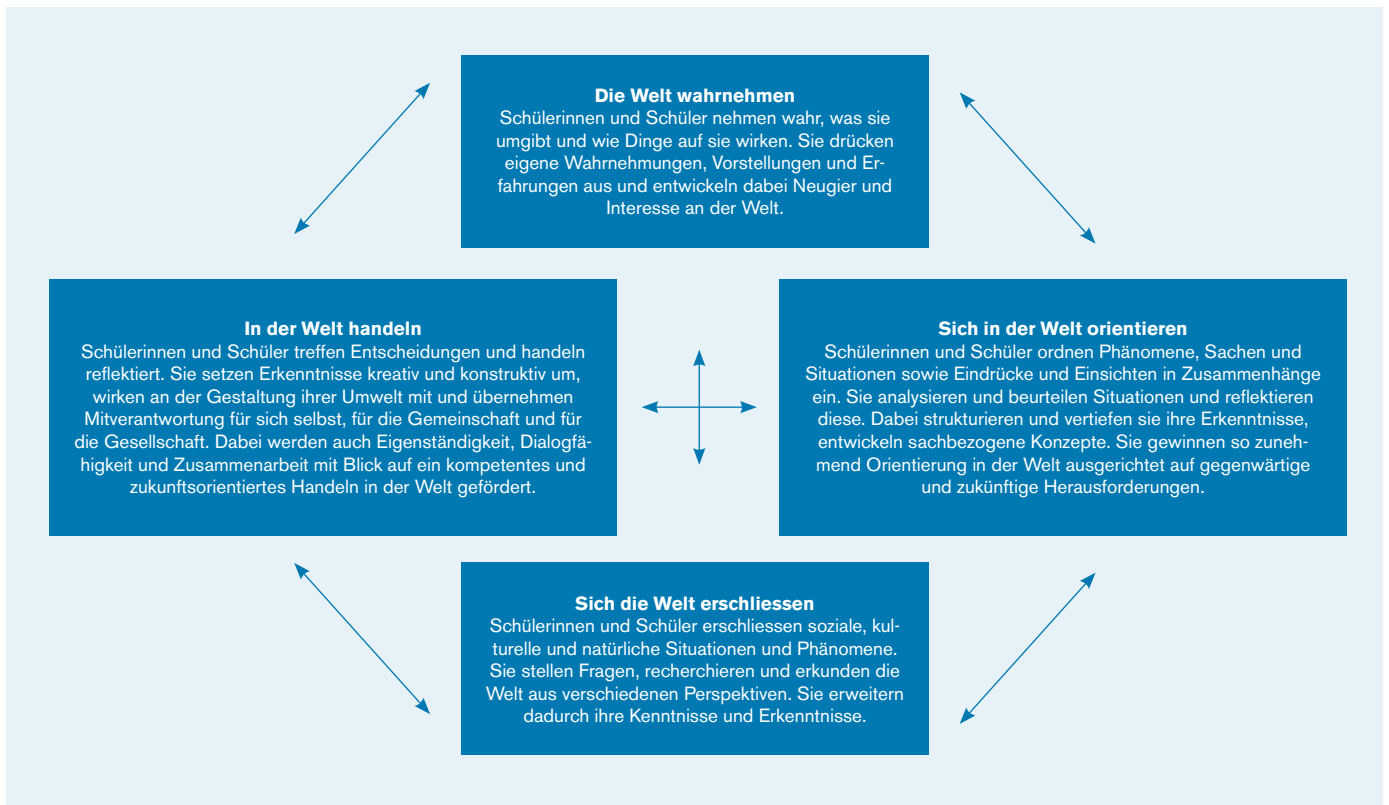 Die Welt wahrnehmen
Schülerinnen und Schüler nehmen wahr, was sie
umgibt und wie Dinge auf sie wirken. Sie drücken
eigene Wahrnehmungen, Vorstellungen und Er-
fahrungen aus und entwickeln dabei Neugier und
Interesse an der Welt.
In der Welt handeln
Schülerinnen und Schüler treffen Entscheidungen und handeln
reflektiert. Sie setzen Erkenntnisse kreativ und konstruktiv um,
wirken an der Gestaltung ihrer Umwelt mit und übernehmen
Mitverantwortung für sich selbst, für die Gemeinschaft und für
die Gesellschaft. Dabei werden auch Eigenständigkeit, Dialogfä-
higkeit und Zusammenarbeit mit Blick auf ein kompetentes und
zukunftsorientiertes Handeln in der Welt gefördert.
Sich in der Welt orientieren
Schülerinnen und Schüler ordnen Phänomene, Sachen und
Situationen sowie Eindrücke und Einsichten in Zusammenhänge
ein. Sie analysieren und beurteilen Situationen und reflektieren
diese. Dabei strukturieren und vertiefen sie ihre Erkenntnisse,
entwickeln sachbezogene Konzepte. Sie gewinnen so zuneh-
mend Orientierung in der Welt ausgerichtet auf gegenwärtige
und zukünftige Herausforderungen.
Sich die Welt erschliessen
Schülerinnen und Schüler erschliessen soziale, kul-
turelle und natürliche Situationen und Phänomene.
Sie stellen Fragen, recherchieren und erkunden die
Welt aus verschiedenen Perspektiven. Sie erweitern
dadurch ihre Kenntnisse und Erkenntnisse.